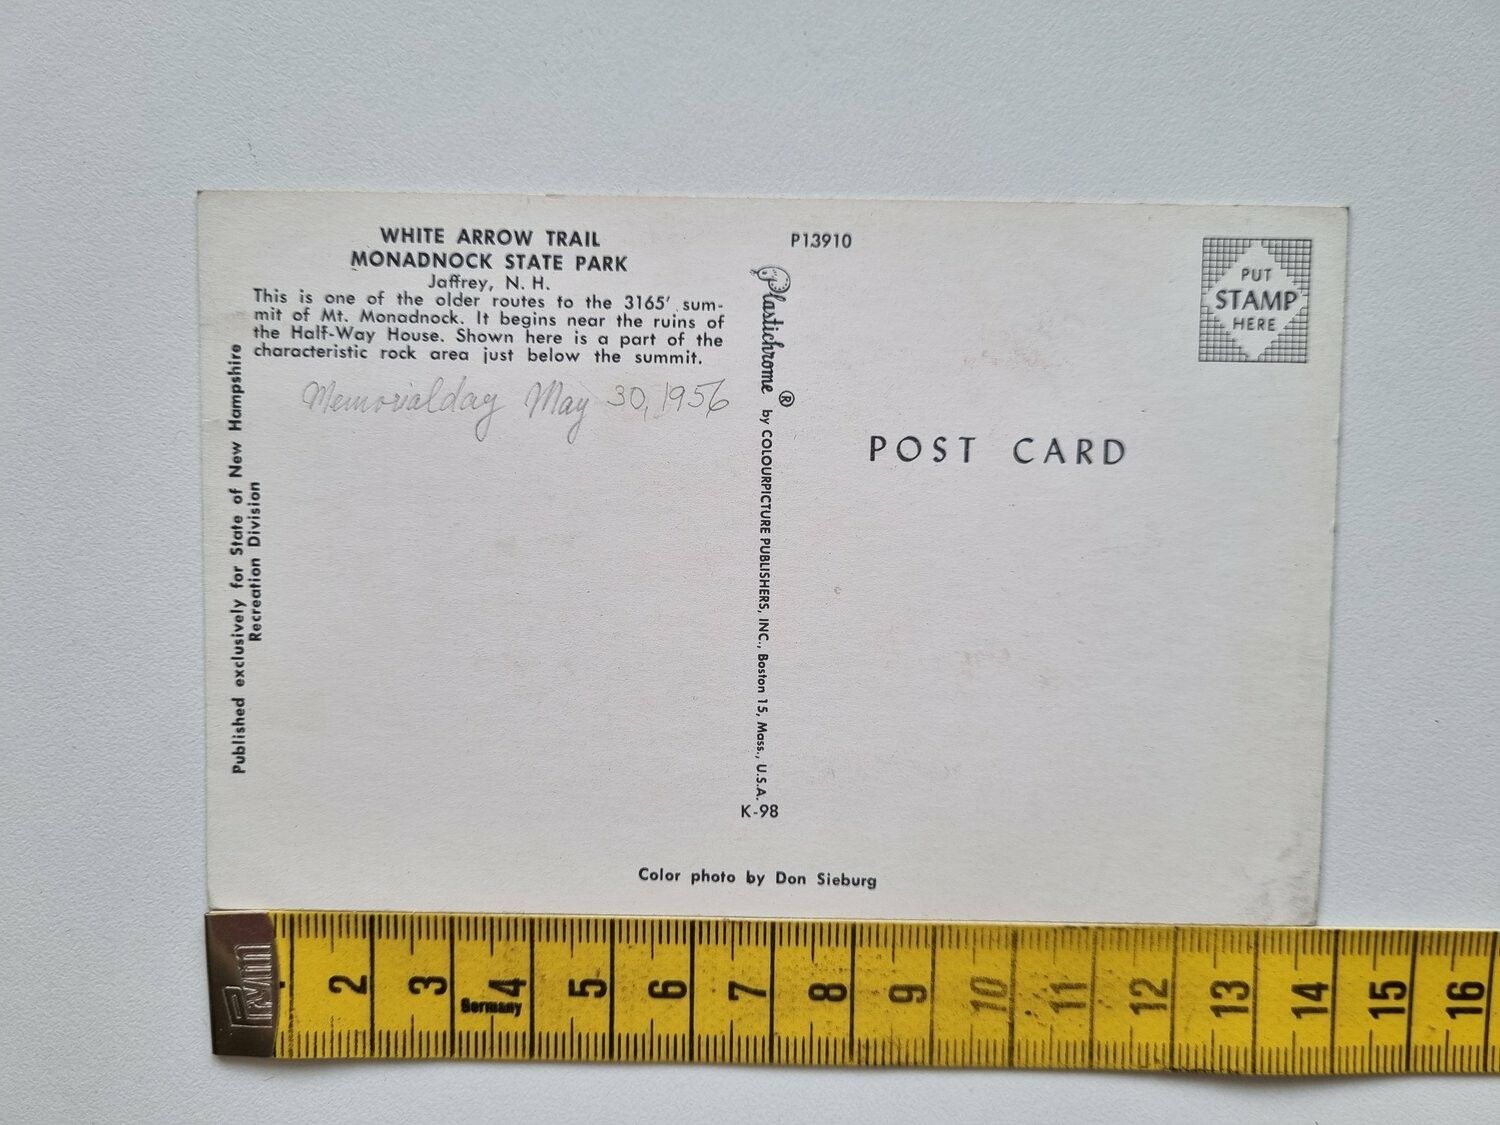 WHITE ARROW TRAIL
MONADNOCK STATE PARK
Jaffrey, N. H.
This is one of the older routes to the 3165′ sum-
mit of Mt. Monadnock. It begins near the ruins of
the Half-Way House. Shown here is a part of the
characteristic rock area just below the summit.
Memorialday May 30, 1956
Published exclusively for State of New Hampshire
Recreation Division
P13910
Plastichrome ® by COLOURPICTURE PUBLISHERS, INC., Boston 15, Mass., U.S.A.
K-98
PUT
STAMP
HERE
POST CARD
Color photo by Don Sieburg
Prym
2 3 4 5 6 7 8 9 10 11 12 13 14 15 16
Germany